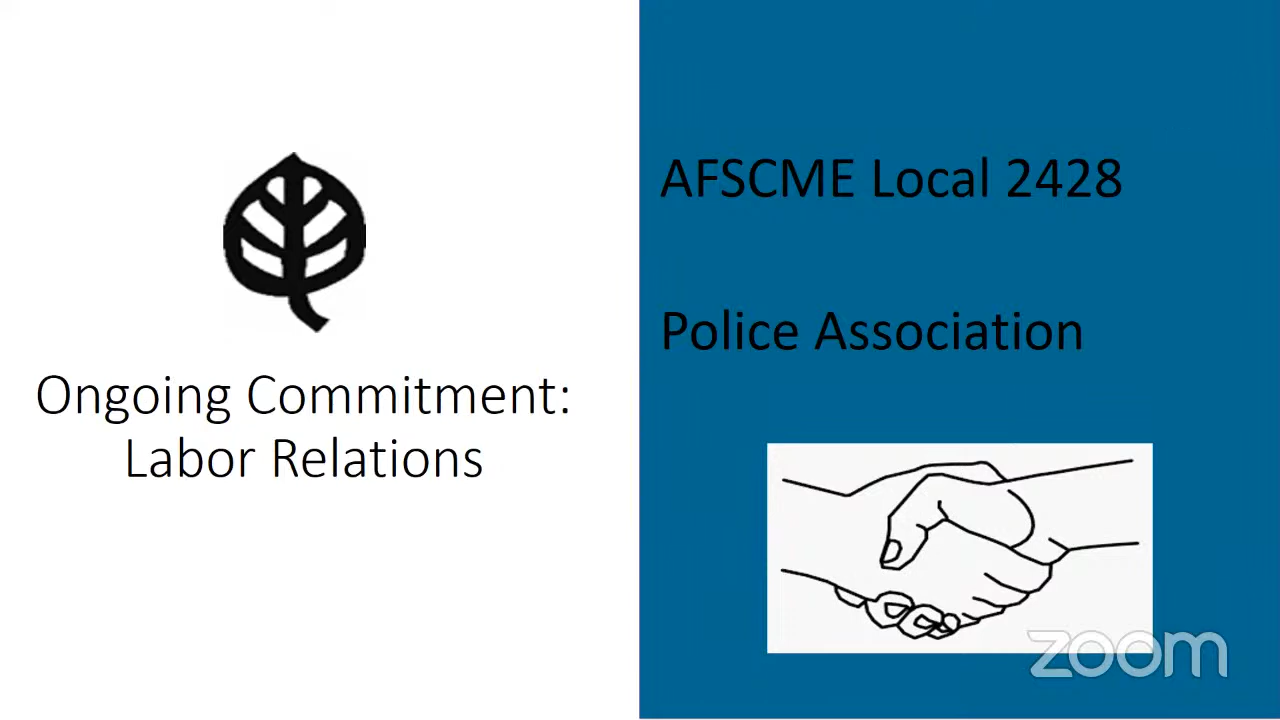 Ongoing Commitment:
Labor Relations
AFSCME Local 2428
Police Association
zoom